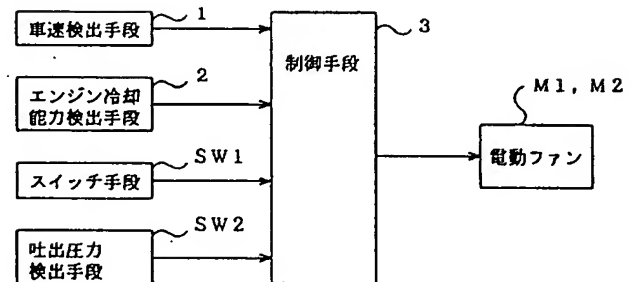 車速検出手段
1
エンジン冷却
能力検出手段
2
スイッチ手段
SW1
吐出圧力
検出手段
SW2
制御手段
3
電動ファン
M1, M2